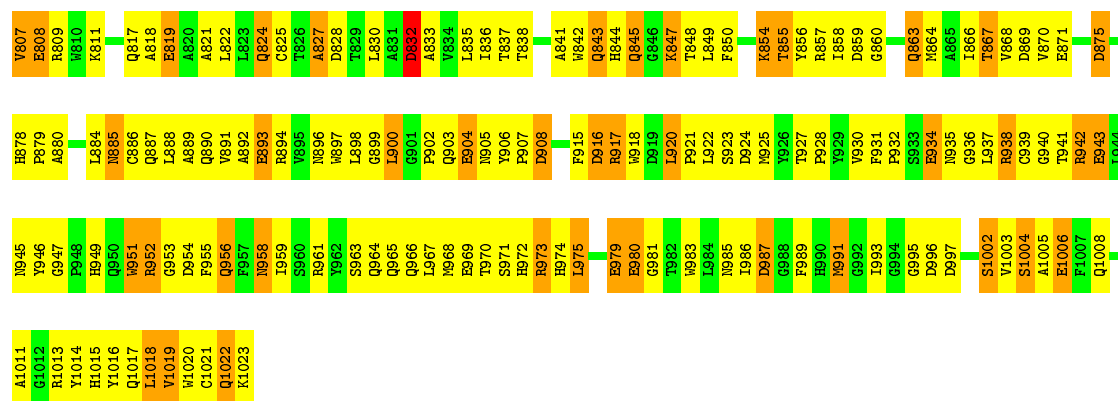 V807 E808 R809 W810 K811 Q817 A818 E819 A820 A821 L822 L823 Q824 C825 T826 A827 D828 T829 L830 A831 D832 A833 V834 L835 I836 T837 T838 A841 W842 Q843 H844 Q845 G846 K847 T848 L849 F850 K854 T855 Y856 R857 I858 D859 G860 Q863 M864 A865 I866 T867 V868 D869 V870 E871 D875
H878 P879 A880 L884 N885 C886 Q887 L888 A889 Q890 V891 A892 E893 R894 V895 N896 W897 L898 G899 L900 G901 P902 Q903 E904 N905 Y906 P907 D908 F915 D916 R917 W918 D919 L920 P921 L922 S923 D924 M925 Y926 T927 P928 Y929 V930 F931 P932 S933 E934 N935 G936 L937 R938 C939 G940 T941 R942 E943 L944
N945 Y946 G947 P948 H949 Q950 W951 R952 G953 D954 F955 Q956 F957 N958 I959 S960 R961 Y962 S963 Q964 Q965 Q966 L967 M968 E969 T970 S971 H972 R973 H974 L975 E979 E980 G981 T982 W983 L984 N985 I986 D987 G988 F989 H990 M991 G992 I993 G994 G995 D996 D997 S1002 V1003 S1004 A1005 E1006 F1007 Q1008
A1011 G1012 R1013 Y1014 H1015 Y1016 Q1017 L1018 V1019 W1020 C1021 Q1022 K1023